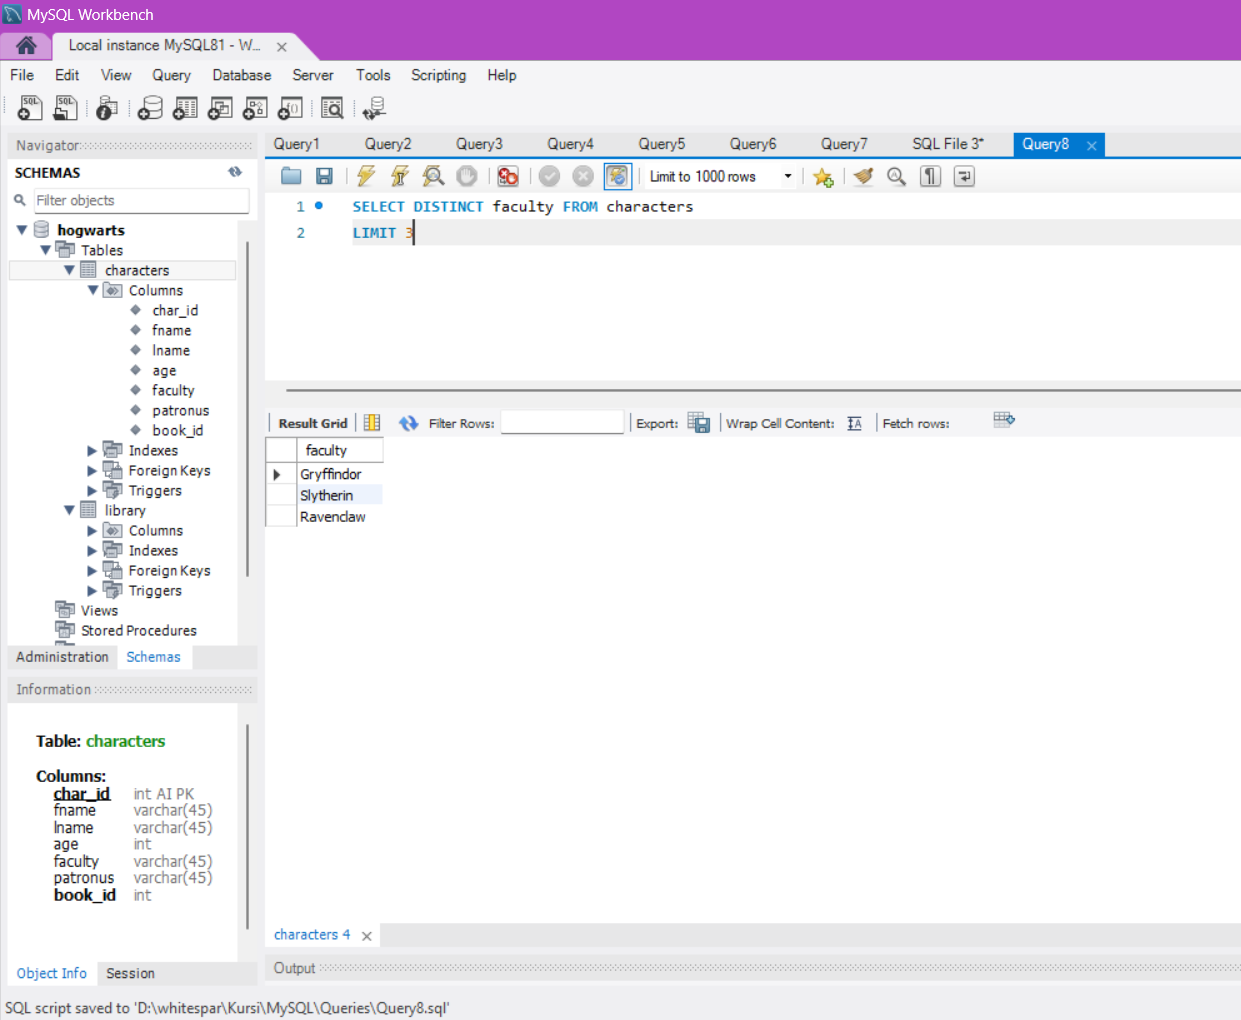 MySQL Workbench
Local instance MySQL81 - W...
File Edit View Query Database Server Tools Scripting Help
Navigator
SCHEMAS
Filter objects
hogwarts
Tables
characters
Columns
char_id
fname
lname
age
faculty
patronus
book_id
Indexes
Foreign Keys
Triggers
library
Columns
Indexes
Foreign Keys
Triggers
Views
Stored Procedures
Administration Schemas
Information
Table: characters
Columns:
char_id int AI PK
fname varchar(45)
lname varchar(45)
age int
faculty varchar(45)
patronus varchar(45)
book_id int
Object Info Session
Query1 Query2 Query3 Query4 Query5 Query6 Query7 SQL File 3* Query8
Limit to 1000 rows
1 SELECT DISTINCT faculty FROM characters
2 LIMIT 3
Result Grid Filter Rows: Export: Wrap Cell Content: Fetch rows:
faculty
Gryffindor
Slytherin
Ravenclaw
characters 4
Output
SQL script saved to 'D:\whitespar\Kursi\MySQL\Queries\Query8.sql'